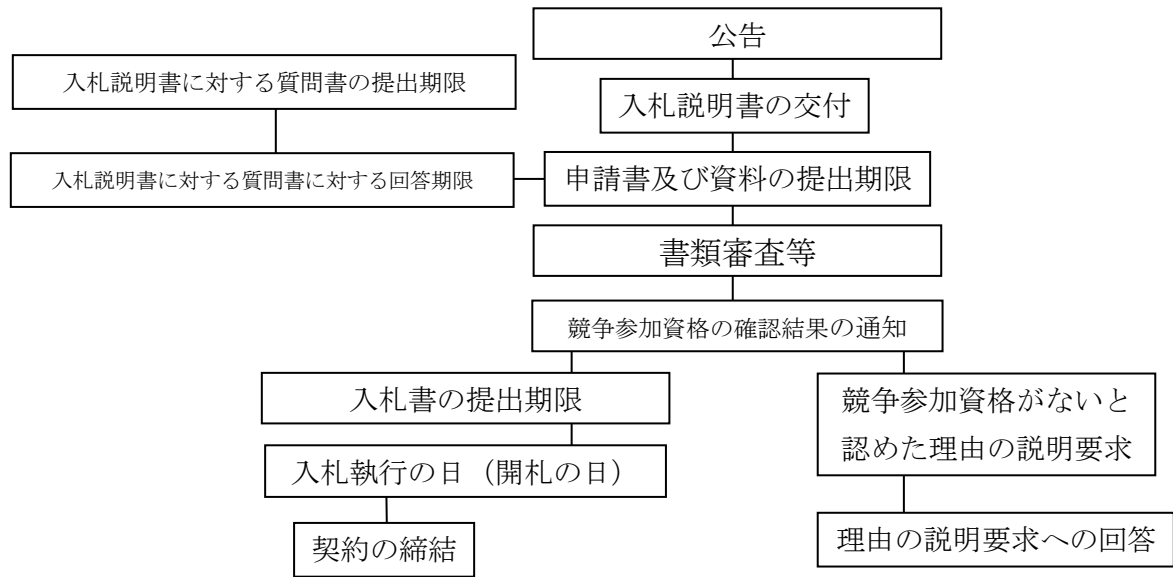 公告
入札説明書に対する質問書の提出期限
入札説明書の交付
入札説明書に対する質問書に対する回答期限
申請書及び資料の提出期限
書類審査等
競争参加資格の確認結果の通知
入札書の提出期限
競争参加資格がないと
認めた理由の説明要求
入札執行の日（開札の日）
契約の締結
理由の説明要求への回答